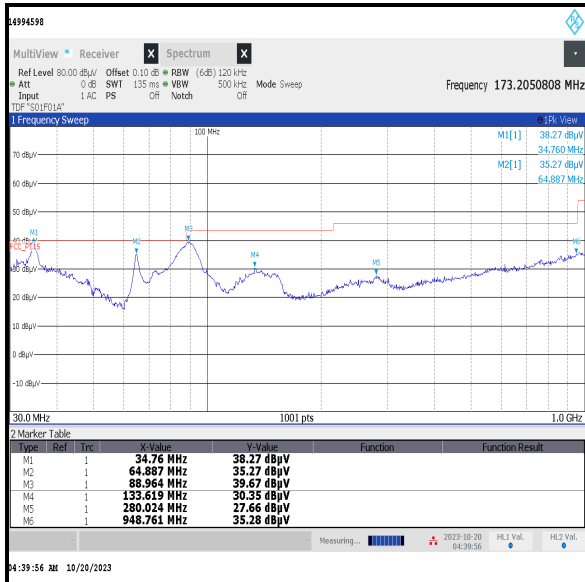 14994598
MultiView Receiver X Spectrum X
Ref Level 80.00 dBµV Offset 0.10 dB RBW (6dB) 120 kHz
Att 0 dB SWT 135 ms VBW 500 kHz Mode Sweep Frequency 173.2050808 MHz
Input 1 AC PS Off Notch Off
TDF "S01F01A"
1 Frequency Sweep 1Pk View
100 MHz
M1[1] 38.27 dBµV
34.760 MHz
M2[1] 35.27 dBµV
64.887 MHz
70 dBµV
60 dBµV
50 dBµV
40 dBµV
FCC_PT15
30 dBµV
20 dBµV
10 dBµV
0 dBµV
-10 dBµV
M1
M2
M3
M4
M5
M6
30.0 MHz 1001 pts 1.0 GHz
2 Marker Table
Type Ref Trc X-Value Y-Value Function Function Result
M1 1 34.76 MHz 38.27 dBµV
M2 1 64.887 MHz 35.27 dBµV
M3 1 88.964 MHz 39.67 dBµV
M4 1 133.619 MHz 30.35 dBµV
M5 1 280.024 MHz 27.66 dBµV
M6 1 948.761 MHz 35.28 dBµV
Measuring... 2023-10-20 HL1 Val. HL2 Val.
04:39:56
04:39:56 AM 10/20/2023